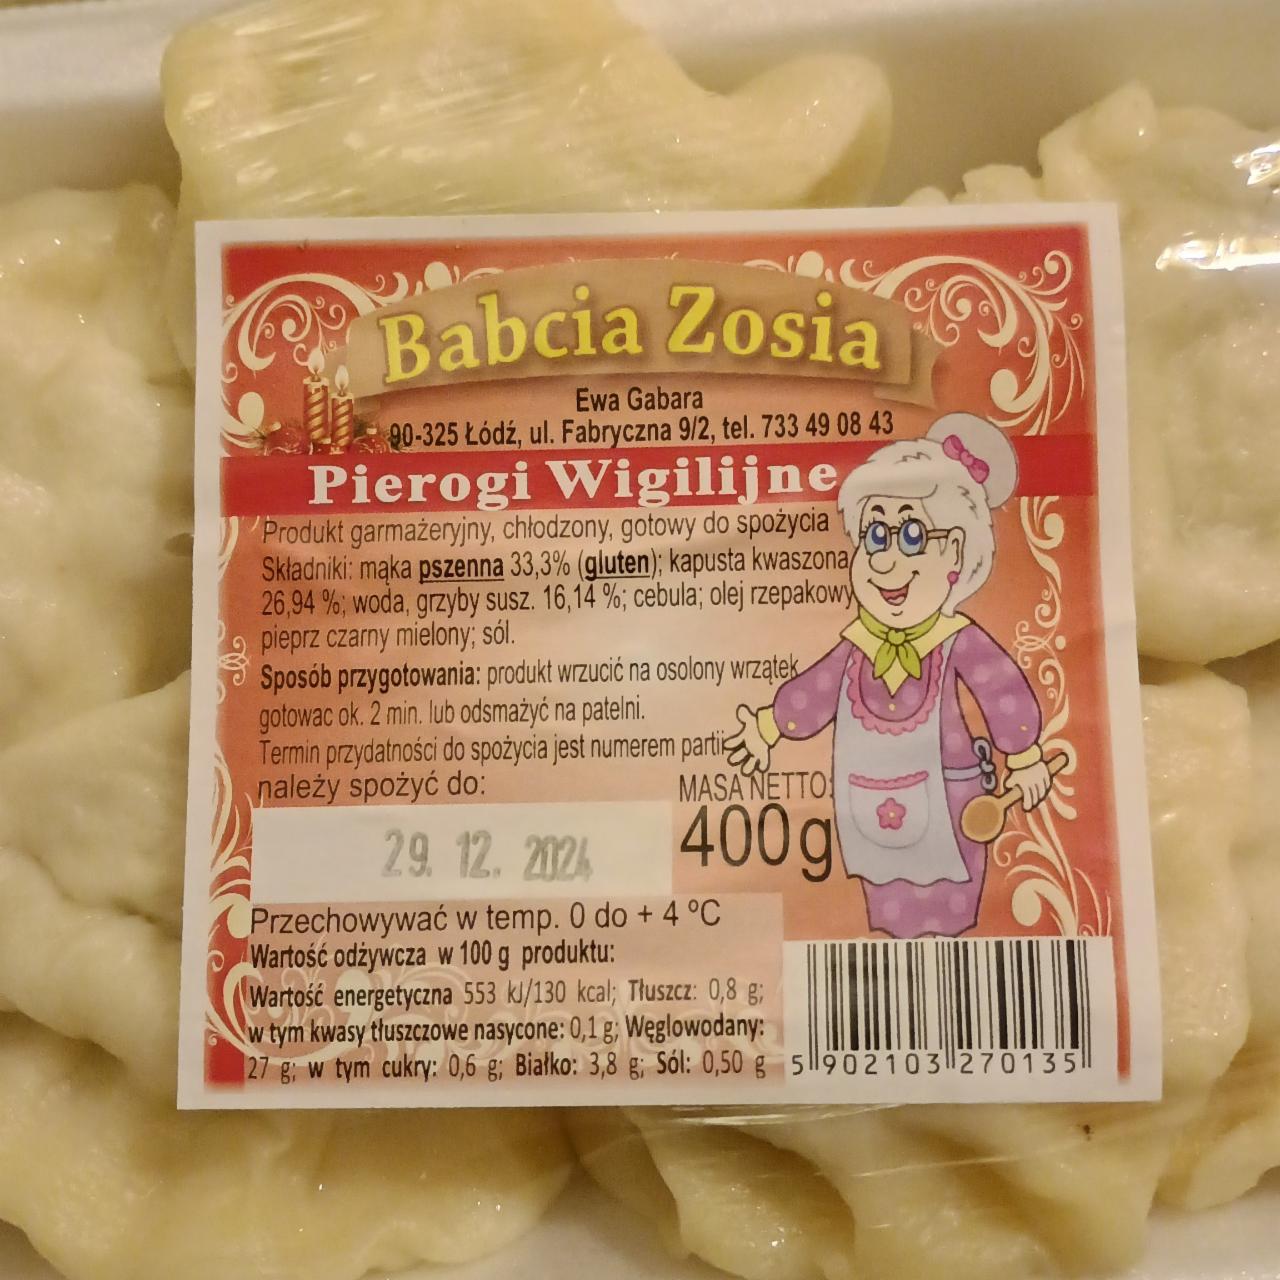 Babcia Zosia
Ewa Gabara
90-325 Łódź, ul. Fabryczna 9/2, tel. 733 49 08 43
Pierogi Wigilijne
Produkt garmażeryjny, chłodzony, gotowy do spożycia
Składniki: mąka pszenna 33,3% (gluten); kapusta kwaszona
26,94 %; woda, grzyby susz. 16,14 %; cebula; olej rzepakowy
pieprz czarny mielony; sól.
Sposób przygotowania: produkt wrzucić na osolony wrzątek
gotowac ok. 2 min. lub odsmażyć na patelni.
Termin przydatności do spożycia jest numerem partii
należy spożyć do:
MASA NETTO:
29. 12. 2024
400g
Przechowywać w temp. 0 do + 4 ºC
Wartość odżywcza w 100 g produktu:
Wartość energetyczna 553 kJ/130 kcal; Tłuszcz: 0,8 g;
w tym kwasy tłuszczowe nasycone: 0,1 g; Węglowodany:
27 g; w tym cukry: 0,6 g; Białko: 3,8 g; Sól: 0,50 g
5 902103 270135